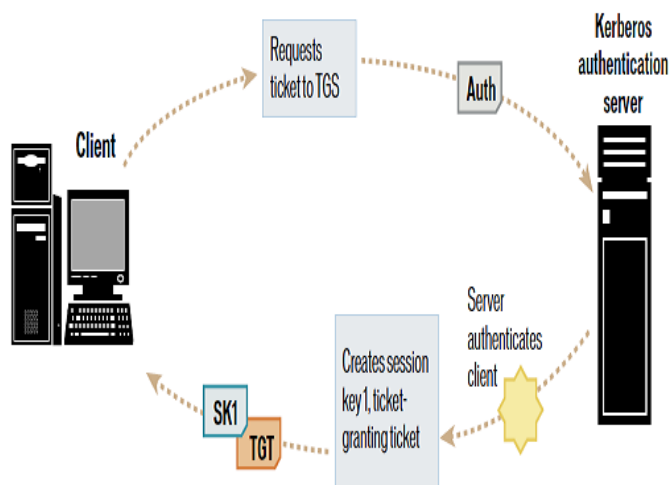 Kerberos
authentication
server
Requests
ticket to TGS
Auth
Client
Server
authenticates
client
Creates session
key 1, ticket-
granting ticket
SK1
TGT